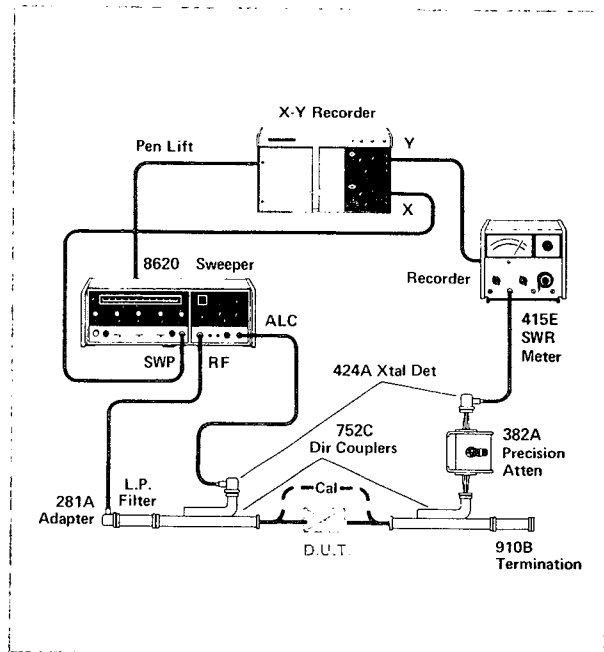 X-Y Recorder
Pen Lift
Y
X
8620 Sweeper
Recorder
ALC
SWP
RF
415E
SWR
Meter
424A Xtal Det
752C
Dir Couplers
382A
Precision
Atten
L.P.
Filter
281A
Adapter
Cal
D.U.T.
910B
Termination